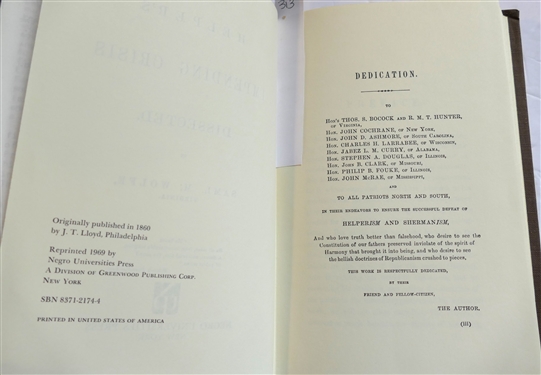 313
Originally published in 1860
by J. T. Lloyd, Philadelphia
Reprinted 1969 by
Negro Universities Press
A DIVISION OF GREENWOOD PUBLISHING CORP.
NEW YORK
SBN 8371-2174-4
PRINTED IN UNITED STATES OF AMERICA
DEDICATION.
TO
HON'S THOS. S. BOCOCK AND R. M. T. HUNTER,
OF VIRGINIA,
HON. JOHN COCHRANE, OF NEW YORK,
HON. JOHN D. ASHMORE, OF SOUTH CAROLINA,
HON. CHARLES H. LARRABEE, OF WISCONSIN,
HON. JABEZ L. M. CURRY, OF ALABAMA,
HON. STEPHEN A. DOUGLAS, OF ILLINOIS,
HON. JOHN B. CLARK, OF MISSOURI,
HON. PHILIP B. FOUKE, OF ILLINOIS,
HON. JOHN McRAE, OF MISSISSIPPI,
AND
TO ALL PATRIOTS NORTH AND SOUTH,
IN THEIR ENDEAVORS TO ENSURE THE SUCCESSFUL DEFEAT OF
HELPERISM AND SHERMANISM,
And who love truth better than falsehood, who desire to see the
Constitution of our fathers preserved inviolate of the spirit of
Harmony that brought it into being, and who desire to see
the hellish doctrines of Republicanism crushed to pieces,
THIS WORK IS RESPECTFULLY DEDICATED,
BY THEIR
FRIEND AND FELLOW-CITIZEN,
THE AUTHOR.
(iii)